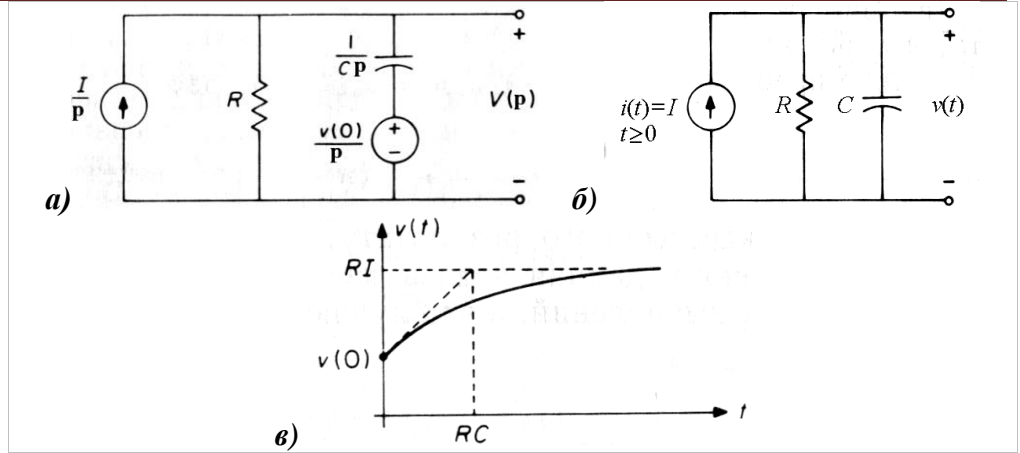 I/p
R
1/Cp
+
−
v(0)/p
+
V(p)
−
а)
i(t)=I
t≥0
R
C
+
v(t)
−
б)
v(t)
RI
v(0)
RC
t
в)